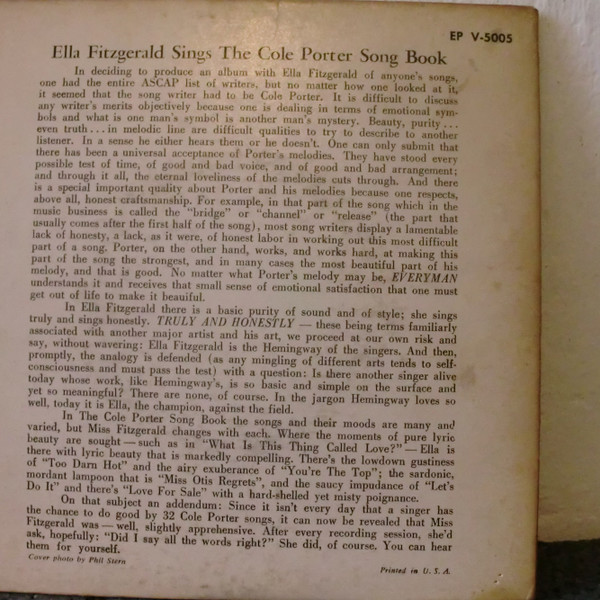 EP V-5005
Ella Fitzgerald Sings The Cole Porter Song Book
In deciding to produce an album with Ella Fitzgerald of anyone's songs,
one had the entire ASCAP list of writers, but no matter how one looked at it,
it seemed that the song writer had to be Cole Porter. It is difficult to discuss
any writer's merits objectively because one is dealing in terms of emotional sym-
bols and what is one man's symbol is another man's mystery. Beauty, purity . . .
even truth . . . in melodic line are difficult qualities to try to describe to another
listener. In a sense he either hears them or he doesn't. One can only submit that
there has been a universal acceptance of Porter's melodies. They have stood every
possible test of time, of good and bad voice, and of good and bad arrangement;
and through it all, the eternal loveliness of the melodies cuts through. And there
is a special important quality about Porter and his melodies because one respects,
above all, honest craftsmanship. For example, in that part of the song which in the
music business is called the "bridge" or "channel" or "release" (the part that
usually comes after the first half of the song), most song writers display a lamentable
lack of honesty, a lack, as it were, of honest labor in working out this most difficult
part of a song. Porter, on the other hand, works, and works hard, at making this
part of the song the strongest, and in many cases the most beautiful part of his
melody, and that is good. No matter what Porter's melody may be, EVERYMAN
understands it and receives that small sense of emotional satisfaction that one must
get out of life to make it beauiful.
In Ella Fitzgerald there is a basic purity of sound and of style; she sings
truly and sings honestly. TRULY AND HONESTLY — these being terms familiarly
associated with another major artist and his art, we proceed at our own risk and
say, without wavering: Ella Fitzgerald is the Hemingway of the singers. And then,
promptly, the analogy is defended (as any mingling of different arts tends to self-
consciousness and must pass the test) with a question: Is there another singer alive
today whose work, like Hemingway's, is so basic and simple on the surface and
yet so meaningful? There are none, of course. In the jargon Hemingway loves so
well, today it is Ella, the champion, against the field.
In The Cole Porter Song Book the songs and their moods are many and
varied, but Miss Fitzgerald changes with each. Where the moments of pure lyric
beauty are sought — such as in "What Is This Thing Called Love?" — Ella is
there with lyric beauty that is markedly compelling. There's the lowdown gustiness
of "Too Darn Hot" and the airy exuberance of "You're The Top"; the sardonic,
mordant lampoon that is "Miss Otis Regrets", and the saucy impudance of "Let's
Do It" and there's "Love For Sale" with a hard-shelled yet misty poignance.
On that subject an addendum: Since it isn't every day that a singer has
the chance to do good by 32 Cole Porter songs, it can now be revealed that Miss
Fitzgerald was — well, slightly apprehensive. After every recording session, she'd
ask, hopefully: "Did I say all the words right?" She did, of course. You can hear
them for yourself.
Cover photo by Phil Stern
Printed in U. S. A.